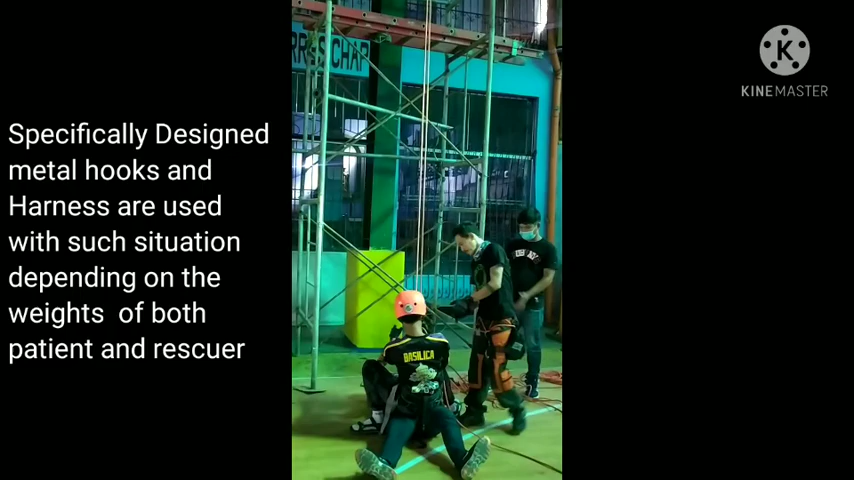 Specifically Designed
metal hooks and
Harness are used
with such situation
depending on the
weights  of both
patient and rescuer
K
KINEMASTER
CHAP
BASILICA